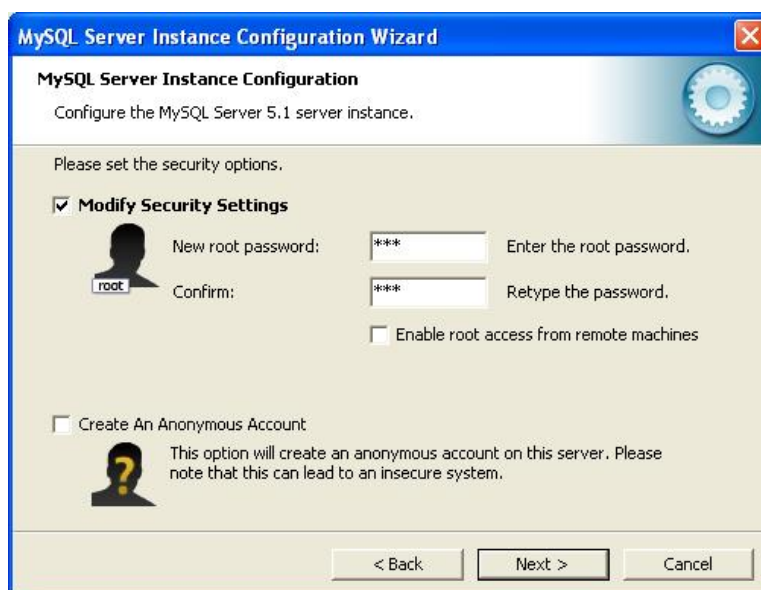 MySQL Server Instance Configuration Wizard
MySQL Server Instance Configuration
Configure the MySQL Server 5.1 server instance.
Please set the security options.
Modify Security Settings
New root password: *** Enter the root password.
root
Confirm: *** Retype the password.
Enable root access from remote machines
Create An Anonymous Account
This option will create an anonymous account on this server. Please
note that this can lead to an insecure system.
?
< Back Next > Cancel